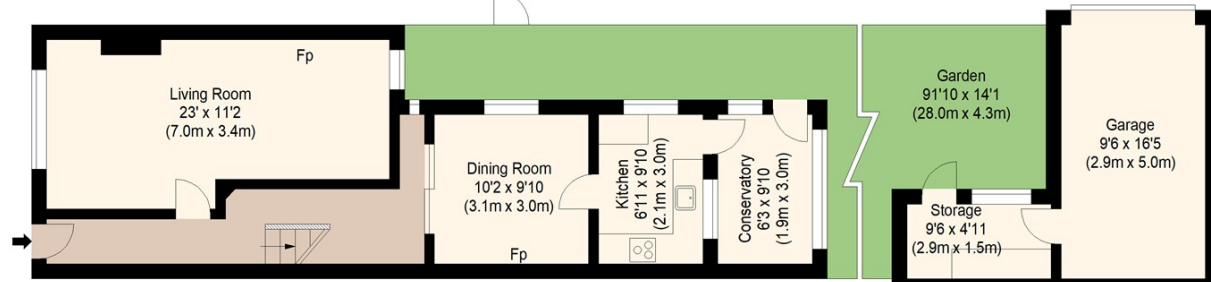 Fp
Living Room
23' x 11'2
(7.0m x 3.4m)
Dining Room
10'2 x 9'10
(3.1m x 3.0m)
Fp
Kitchen
6'11 x 9'10
(2.1m x 3.0m)
Conservatory
6'3 x 9'10
(1.9m x 3.0m)
Garden
91'10 x 14'1
(28.0m x 4.3m)
Storage
9'6 x 4'11
(2.9m x 1.5m)
Garage
9'6 x 16'5
(2.9m x 5.0m)